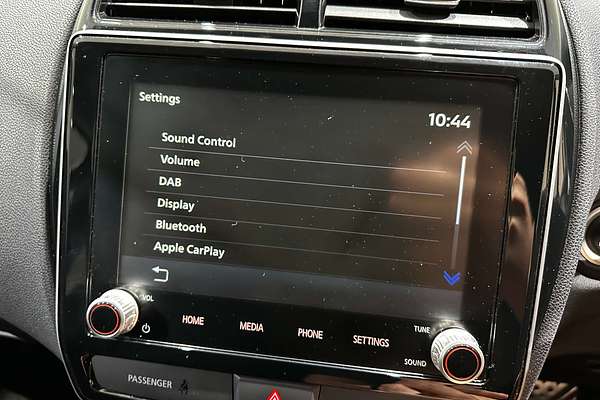 Settings
10:44
Sound Control
Volume
DAB
Display
Bluetooth
Apple CarPlay
VOL
HOME
MEDIA
PHONE
SETTINGS
TUNE
SOUND
PASSENGER